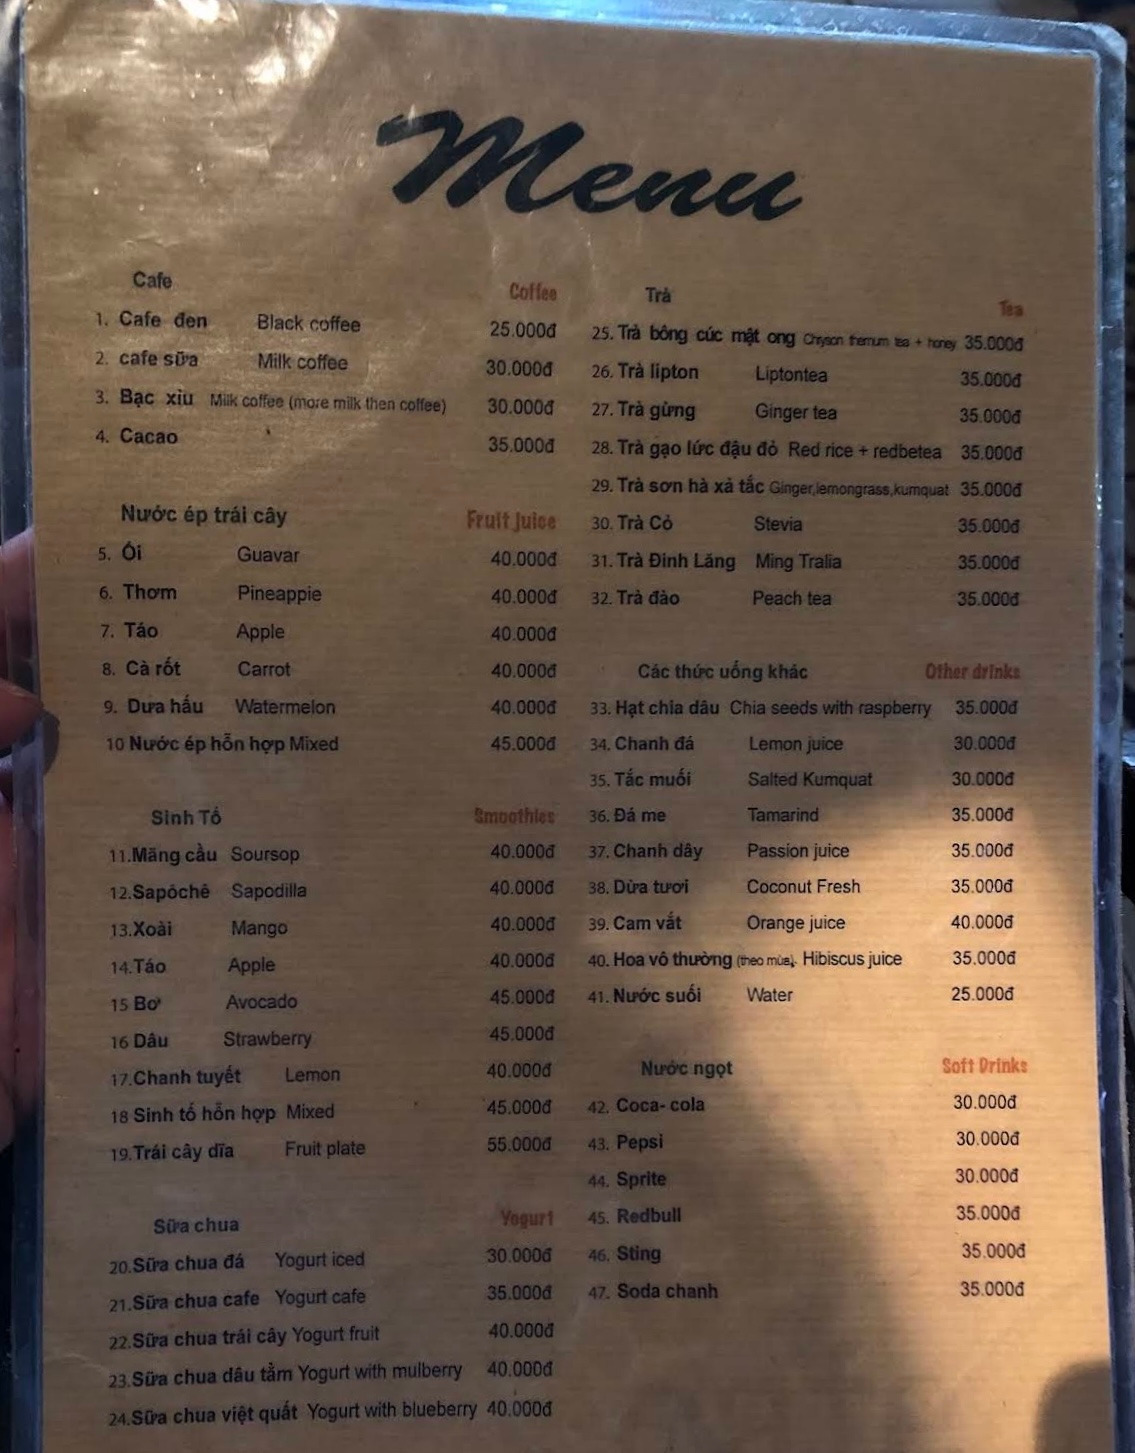 Menu
Cafe Coffee
1. Cafe đen Black coffee 25.000đ
2. cafe sữa Milk coffee 30.000đ
3. Bạc xìu Milk coffee (more milk then coffee) 30.000đ
4. Cacao 35.000đ
Nước ép trái cây Fruit juice
5. Ổi Guavar 40.000đ
6. Thơm Pineappie 40.000đ
7. Táo Apple 40.000đ
8. Cà rốt Carrot 40.000đ
9. Dưa hấu Watermelon 40.000đ
10 Nước ép hỗn hợp Mixed 45.000đ
Sinh Tố Smoothies
11.Mãng cầu Soursop 40.000đ
12.Sapôchê Sapodilla 40.000đ
13.Xoài Mango 40.000đ
14.Táo Apple 40.000đ
15 Bơ Avocado 45.000đ
16 Dâu Strawberry 45.000đ
17.Chanh tuyết Lemon 40.000đ
18 Sinh tố hỗn hợp Mixed 45.000đ
19.Trái cây dĩa Fruit plate 55.000đ
Sữa chua Yogurt
20.Sữa chua đá Yogurt iced 30.000đ
21.Sữa chua cafe Yogurt cafe 35.000đ
22.Sữa chua trái cây Yogurt fruit 40.000đ
23.Sữa chua dâu tằm Yogurt with mulberry 40.000đ
24.Sữa chua việt quất Yogurt with blueberry 40.000đ
Trà Tea
25. Trà bông cúc mật ong Chryson themum tea + honey 35.000đ
26. Trà lipton Liptontea 35.000đ
27. Trà gừng Ginger tea 35.000đ
28. Trà gạo lức đậu đỏ Red rice + redbetea 35.000đ
29. Trà sơn hà xả tắc Ginger,lemongrass,kumquat 35.000đ
30. Trà Cỏ Stevia 35.000đ
31. Trà Đinh Lăng Ming Tralia 35.000đ
32. Trà đào Peach tea 35.000đ
Các thức uống khác Other drinks
33. Hạt chia dâu Chia seeds with raspberry 35.000đ
34. Chanh đá Lemon juice 30.000đ
35. Tắc muối Salted Kumquat 30.000đ
36. Đá me Tamarind 35.000đ
37. Chanh dây Passion juice 35.000đ
38. Dừa tươi Coconut Fresh 35.000đ
39. Cam vắt Orange juice 40.000đ
40. Hoa vô thường (theo mùa). Hibiscus juice 35.000đ
41. Nước suối Water 25.000đ
Nước ngọt Soft Drinks
42. Coca- cola 30.000đ
43. Pepsi 30.000đ
44. Sprite 30.000đ
45. Redbull 35.000đ
46. Sting 35.000đ
47. Soda chanh 35.000đ